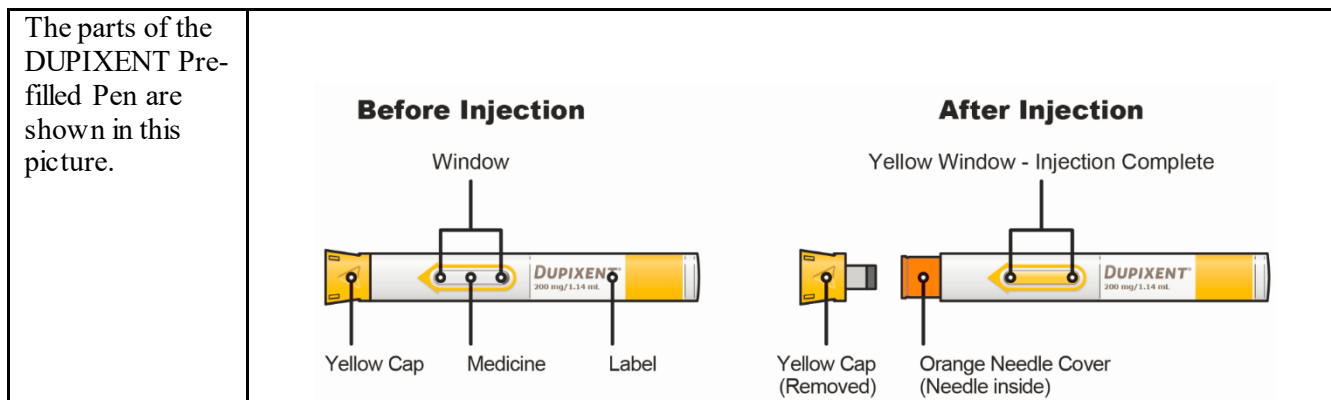 The parts of the
DUPIXENT Pre-
filled Pen are
shown in this
picture.
Before Injection
Window
DUPIXENT®
200 mg/1.14 mL
Yellow Cap
Medicine
Label
After Injection
Yellow Window - Injection Complete
DUPIXENT®
200 mg/1.14 mL
Yellow Cap
(Removed)
Orange Needle Cover
(Needle inside)